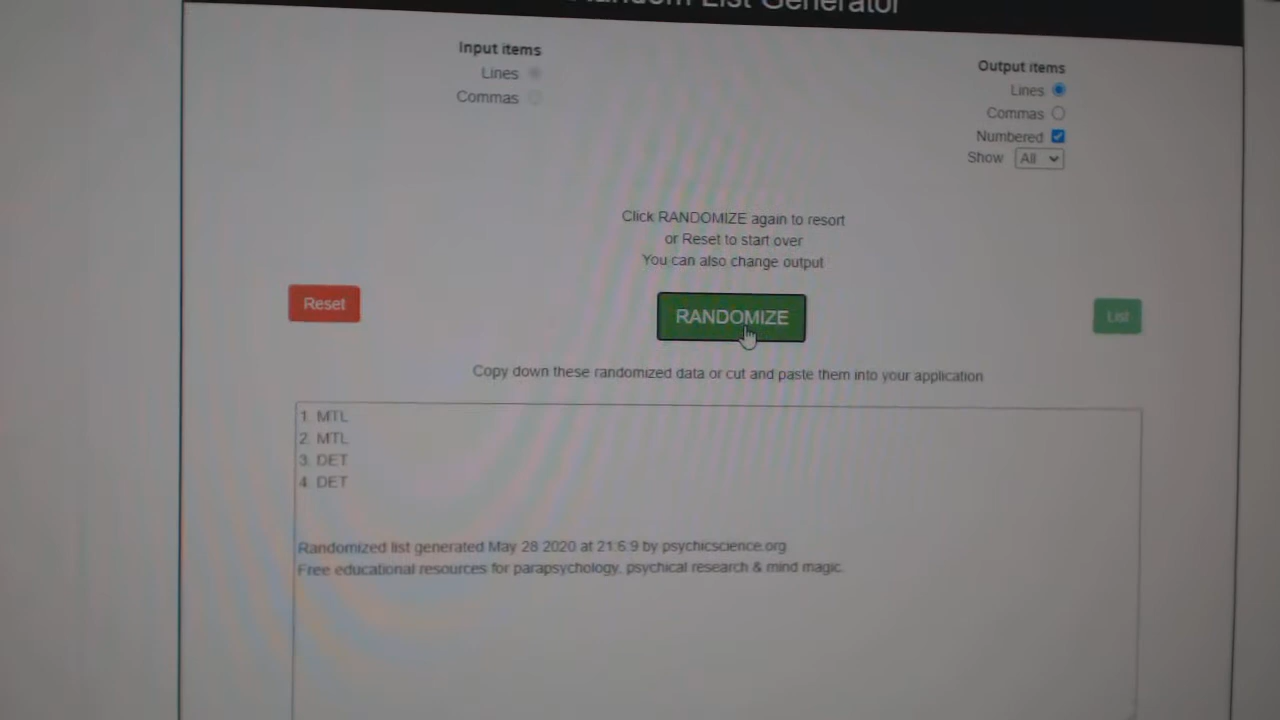 Random List Generator
Input items
Lines
Commas
Output items
Lines
Commas
Numbered
Show All
Click RANDOMIZE again to resort
or Reset to start over
You can also change output
Reset
RANDOMIZE
List
Copy down these randomized data or cut and paste them into your application
1. MTL
2. MTL
3. DET
4. DET
Randomized list generated May 28 2020 at 21:6:9 by psychicscience.org
Free educational resources for parapsychology, psychical research & mind magic.